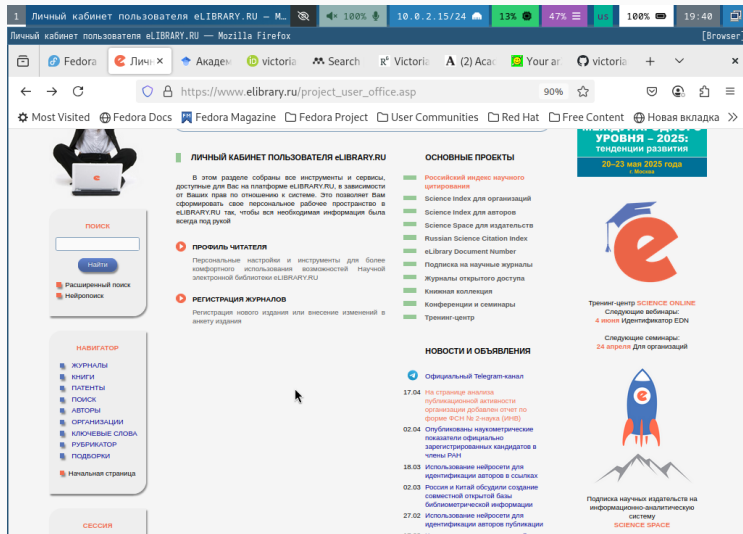 1 Личный кабинет пользователя eLIBRARY.RU — M… 100% 10.0.2.15/24 13% 47% us 100% 19:40
Личный кабинет пользователя eLIBRARY.RU — Mozilla Firefox [Browser]
Fedora Личн Академ victoria Search Victoria (2) Acac Your ar victoria
https://www.elibrary.ru/project_user_office.asp 90%
Most Visited Fedora Docs Fedora Magazine Fedora Project User Communities Red Hat Free Content Новая вкладка
УРОВНЯ – 2025:
тенденции развития
20–23 мая 2025 года
г. Москва
ПОИСК
Найти
Расширенный поиск
Нейропоиск
НАВИГАТОР
ЖУРНАЛЫ
КНИГИ
ПАТЕНТЫ
ПОИСК
АВТОРЫ
ОРГАНИЗАЦИИ
КЛЮЧЕВЫЕ СЛОВА
РУБРИКАТОР
ПОДБОРКИ
Начальная страница
СЕССИЯ
ЛИЧНЫЙ КАБИНЕТ ПОЛЬЗОВАТЕЛЯ eLIBRARY.RU
В этом разделе собраны все инструменты и сервисы,
доступные для Вас на платформе eLIBRARY.RU, в зависимости
от Ваших прав по отношению к системе. Это позволяет Вам
сформировать свое персональное рабочее пространство в
eLIBRARY.RU так, чтобы вся необходимая информация была
всегда под рукой
ПРОФИЛЬ ЧИТАТЕЛЯ
Персональные настройки и инструменты для более
комфортного использования возможностей Научной
электронной библиотеки eLIBRARY.RU
РЕГИСТРАЦИЯ ЖУРНАЛОВ
Регистрация нового издания или внесение изменений в
анкету издания
ОСНОВНЫЕ ПРОЕКТЫ
Российский индекс научного
цитирования
Science Index для организаций
Science Index для авторов
Science Space для издательств
Russian Science Citation Index
eLibrary Document Number
Подписка на научные журналы
Журналы открытого доступа
Книжная коллекция
Конференции и семинары
Тренинг-центр
НОВОСТИ И ОБЪЯВЛЕНИЯ
Официальный Telegram-канал
17.04 На странице анализа
публикационной активности
организации добавлен отчет по
форме ФСН № 2-наука (ИНВ)
02.04 Опубликованы наукометрические
показатели официально
зарегистрированных кандидатов в
члены РАН
18.03 Использование нейросети для
идентификации авторов в ссылках
02.03 Россия и Китай обсудили создание
совместной открытой базы
библиометрической информации
27.02 Использование нейросети для
идентификации авторов публикации
Тренинг-центр SCIENCE ONLINE
Следующие вебинары:
4 июня Идентификатор EDN
Следующие семинары:
24 апреля Для организаций
Подписка научных издательств на
информационно-аналитическую
систему
SCIENCE SPACE